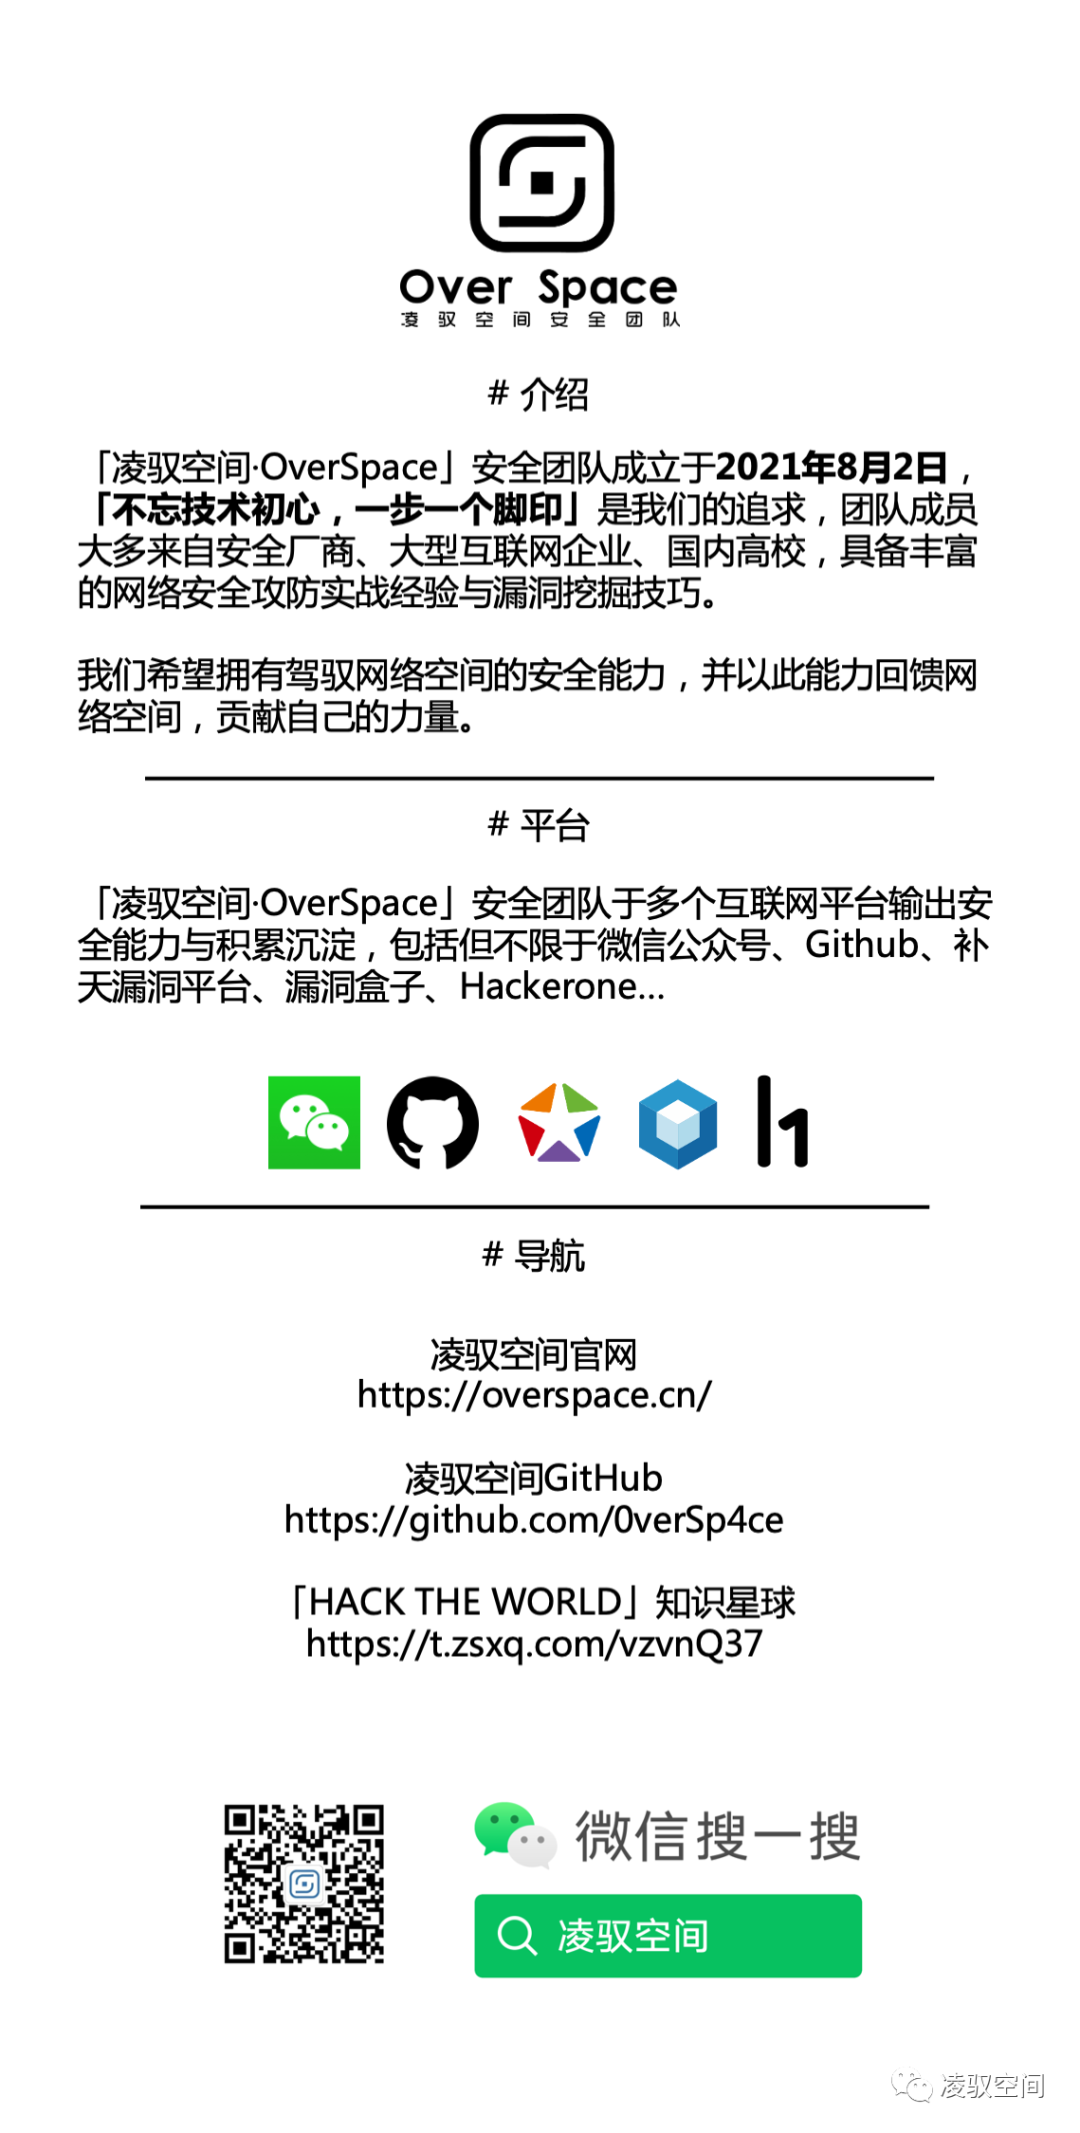 Over Space
凌驭空间安全团队
# 介绍
「凌驭空间·OverSpace」安全团队成立于2021年8月2日，
「不忘技术初心，一步一个脚印」是我们的追求，团队成员
大多来自安全厂商、大型互联网企业、国内高校，具备丰富
的网络安全攻防实战经验与漏洞挖掘技巧。
我们希望拥有驾驭网络空间的安全能力，并以此能力回馈网
络空间，贡献自己的力量。
# 平台
「凌驭空间·OverSpace」安全团队于多个互联网平台输出安
全能力与积累沉淀，包括但不限于微信公众号、Github、补
天漏洞平台、漏洞盒子、Hackerone...
# 导航
凌驭空间官网
https://overspace.cn/
凌驭空间GitHub
https://github.com/0verSp4ce
「HACK THE WORLD」知识星球
https://t.zsxq.com/vzvnQ37
微信搜一搜
凌驭空间
凌驭空间